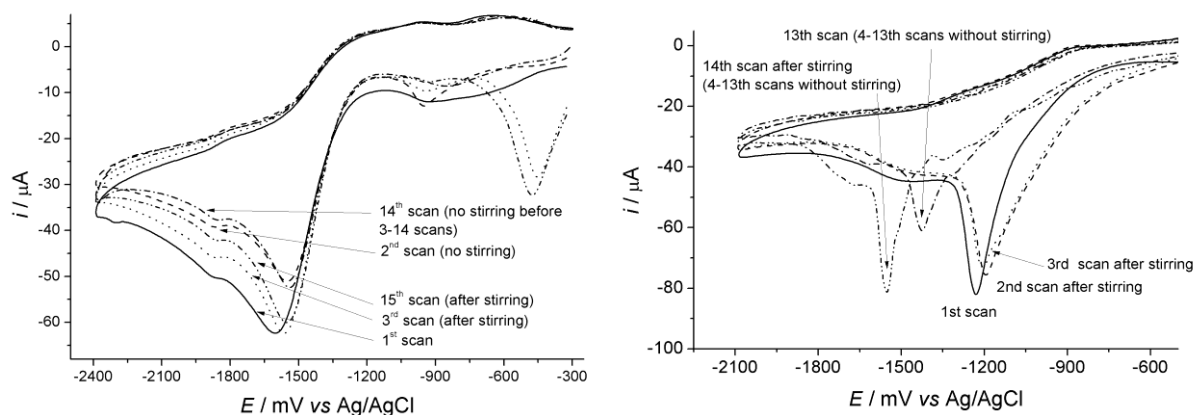 0
-10
-20
-30
-40
-50
-60
i / μA
14th scan (no stirring before
3-14 scans)
2nd scan (no stirring)
15th scan (after stirring)
3rd scan (after stirring)
1st scan
-2400 -2100 -1800 -1500 -1200 -900 -600 -300
E / mV vs Ag/AgCl
13th scan (4-13th scans without stirring)
14th scan after stirring
(4-13th scans without stirring)
0
-20
-40
-60
-80
-100
i / μA
3rd scan after stirring
2nd scan after stirring
1st scan
-2100 -1800 -1500 -1200 -900 -600
E / mV vs Ag/AgCl